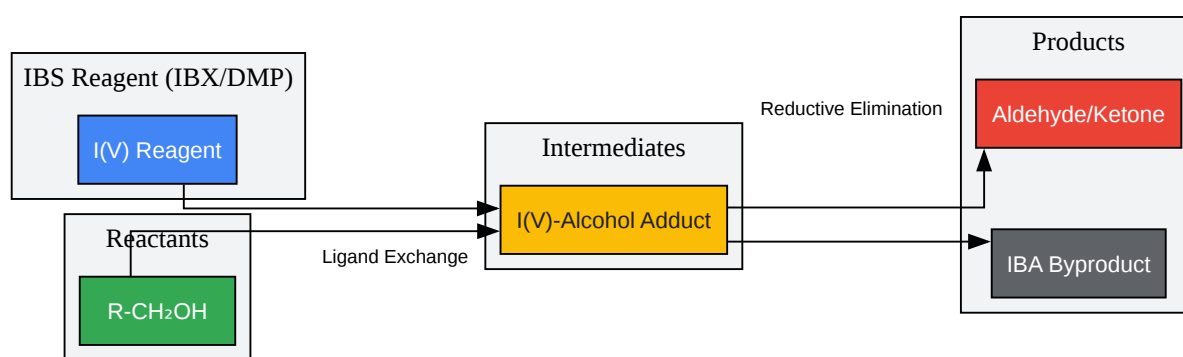 IBS Reagent (IBX/DMP)
I(V) Reagent
Reactants
R-CH₂OH
Ligand Exchange
Intermediates
I(V)-Alcohol Adduct
Reductive Elimination
Products
Aldehyde/Ketone
IBA Byproduct